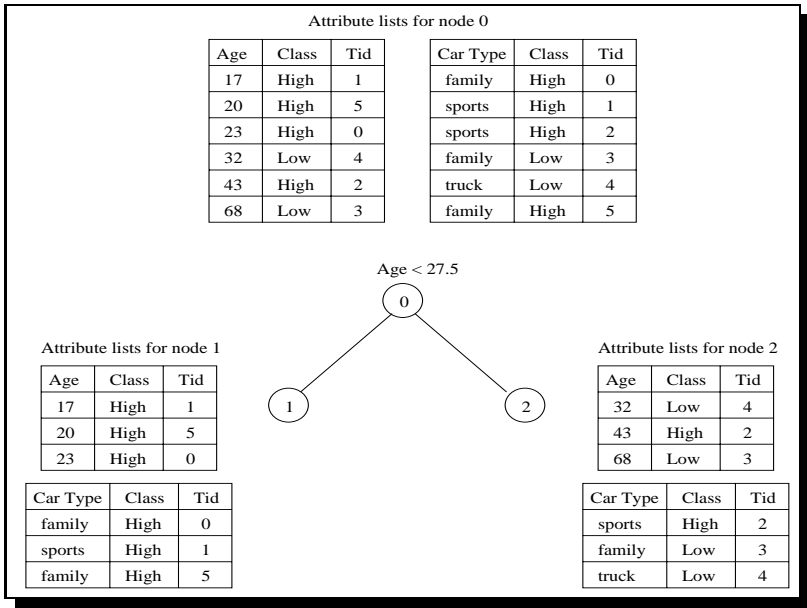 Attribute lists for node 0
Age Class Tid
17 High 1
20 High 5
23 High 0
32 Low 4
43 High 2
68 Low 3
Car Type Class Tid
family High 0
sports High 1
sports High 2
family Low 3
truck Low 4
family High 5
Age < 27.5
0
1
2
Attribute lists for node 1
Age Class Tid
17 High 1
20 High 5
23 High 0
Car Type Class Tid
family High 0
sports High 1
family High 5
Attribute lists for node 2
Age Class Tid
32 Low 4
43 High 2
68 Low 3
Car Type Class Tid
sports High 2
family Low 3
truck Low 4